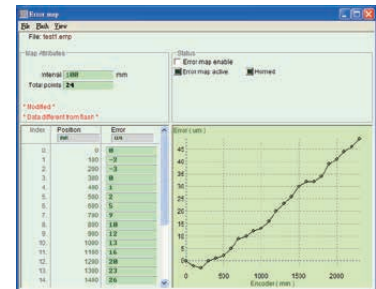 Error map
File Flash View
File: test1.emp
Map Attributes
Interval 100 mm
Total points 24
* Modified *
* Data different from flash *
Status
Error map enable
Error map active Homed
Index Position Error
mm um
0. 0 0
1. 100 -2
2. 200 -3
3. 300 0
4. 400 1
5. 500 2
6. 600 5
7. 700 9
8. 800 10
9. 900 12
10. 1000 13
11. 1100 16
12. 1200 20
13. 1300 23
14. 1400 26
Error ( um )
45
40
35
30
25
20
15
10
5
0
0 500 1000 1500 2000
Encoder ( mm )